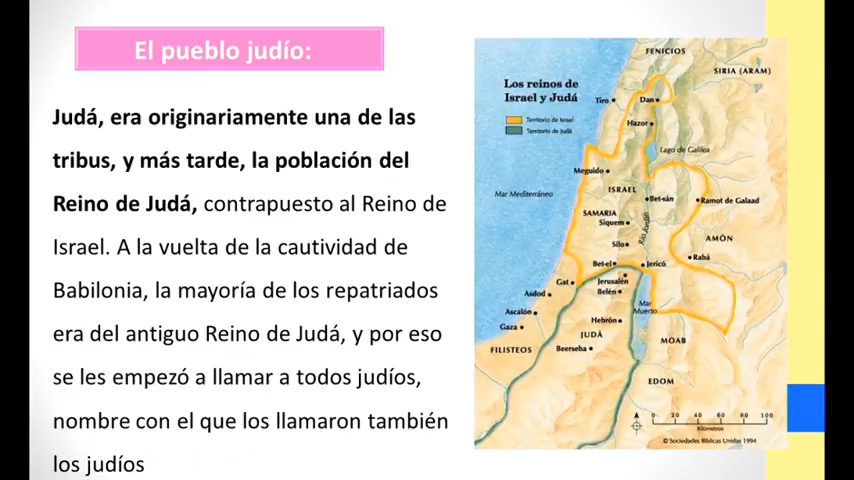 El pueblo judío:
Judá, era originariamente una de las
tribus, y más tarde, la población del
Reino de Judá, contrapuesto al Reino de
Israel. A la vuelta de la cautividad de
Babilonia, la mayoría de los repatriados
era del antiguo Reino de Judá, y por eso
se les empezó a llamar a todos judíos,
nombre con el que los llamaron también
los judíos
Los reinos de
Israel y Judá
Territorio de Israel
Territorio de Judá
FENICIOS
SIRIA (ARAM)
Tiro
Dan
Hazor
Lago de Galilea
Meguido
Mar Mediterráneo
ISRAEL
Bet-sán
Ramot de Galaad
SAMARIA
Siquem
Río Jordán
AMÓN
Silo
Rabá
Bet-el
Jericó
Gat
Jerusalén
Belén
Asdod
Mar
Muerto
Ascalón
Gaza
Hebrón
JUDÁ
MOAB
FILISTEOS
Beerseba
EDOM
0 20 40 60 80 100
Kilómetros
© Sociedades Bíblicas Unidas 1994